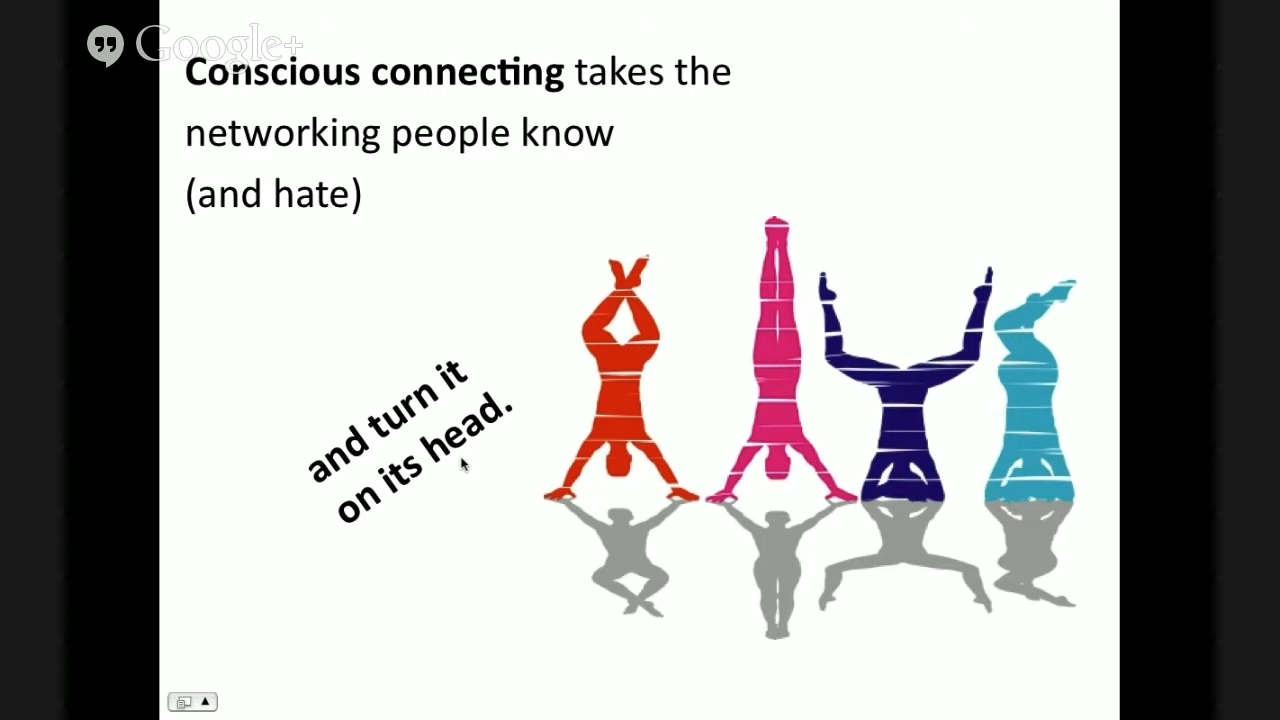 Google+
Conscious connecting takes the
networking people know
(and hate)
and turn it
on its head.